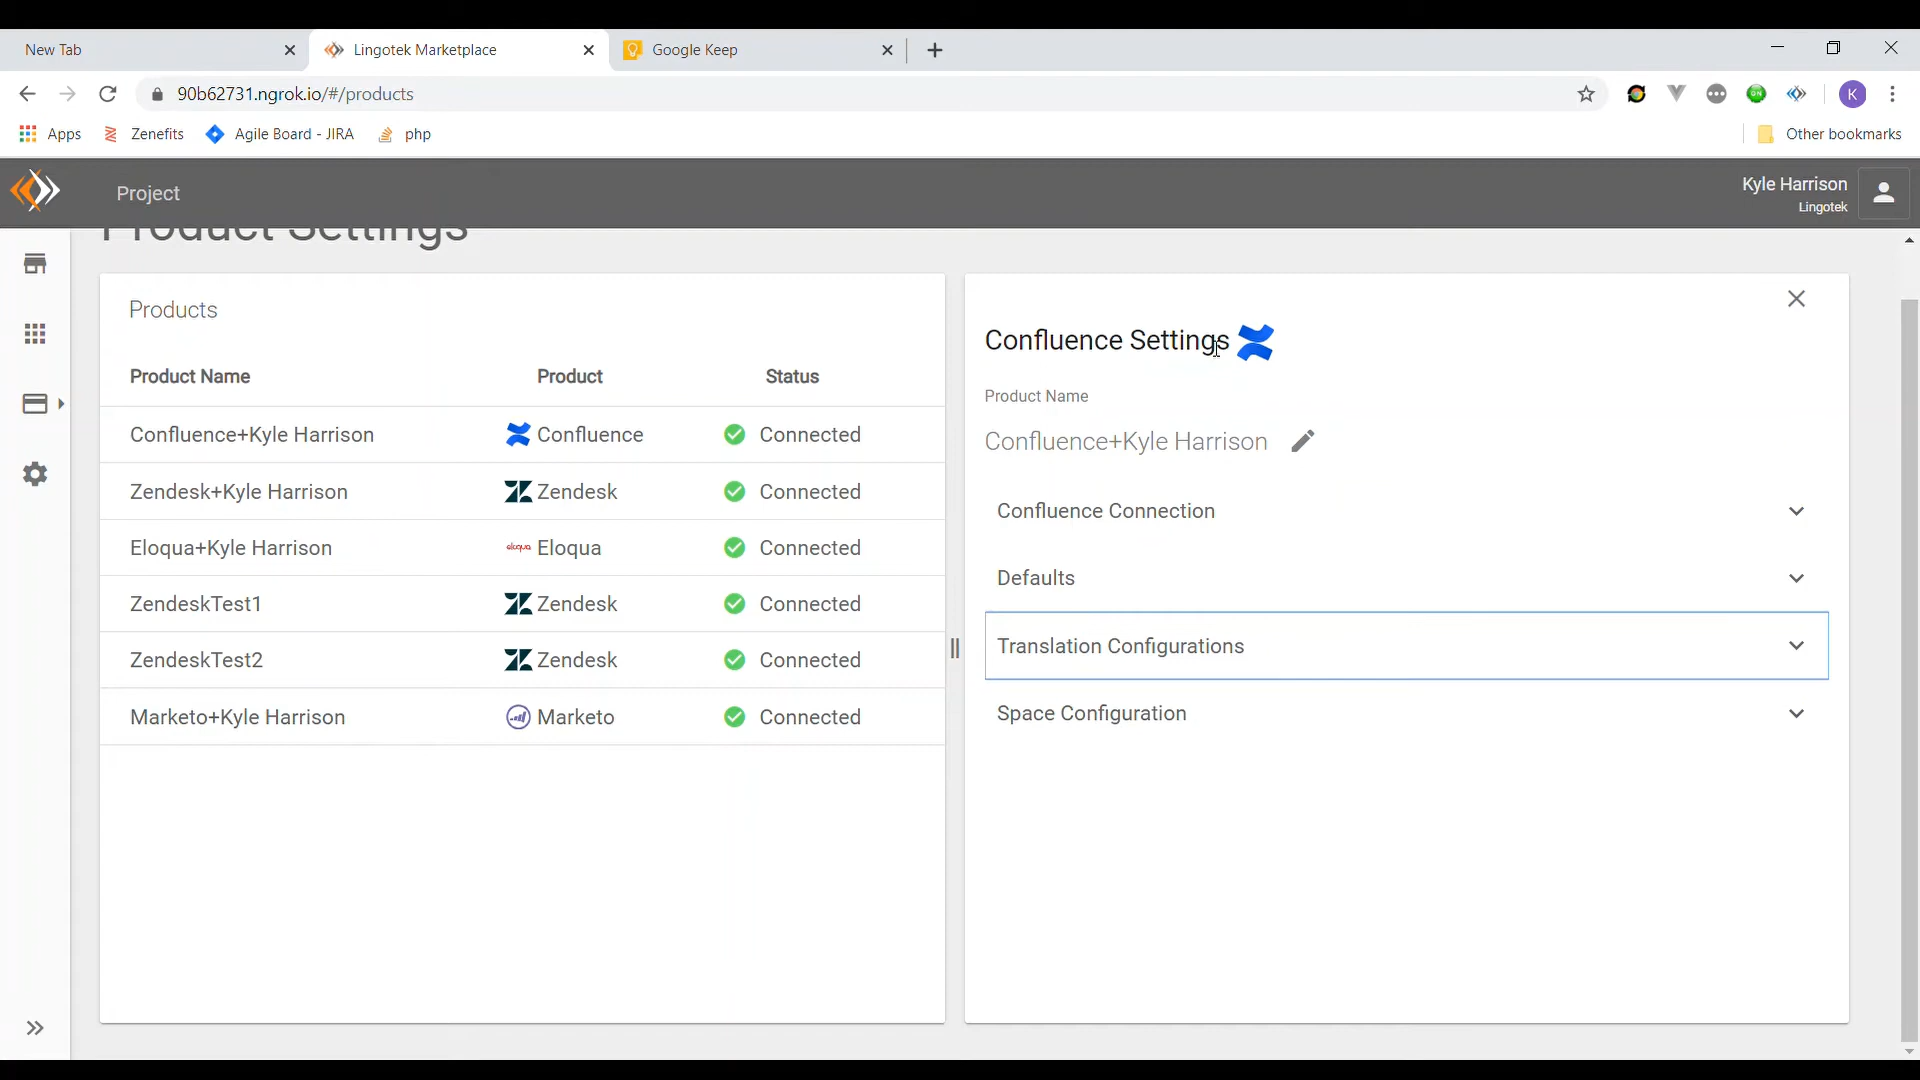 New Tab
Lingotek Marketplace
Google Keep
90b62731.ngrok.io/#/products
K
Apps
Zenefits
Agile Board - JIRA
php
Other bookmarks
Project
Kyle Harrison
Lingotek
Product Settings
Products
Product Name Product Status
Confluence+Kyle Harrison Confluence Connected
Zendesk+Kyle Harrison Zendesk Connected
Eloqua+Kyle Harrison eloqua Eloqua Connected
ZendeskTest1 Zendesk Connected
ZendeskTest2 Zendesk Connected
Marketo+Kyle Harrison Marketo Connected
Confluence Settings
Product Name
Confluence+Kyle Harrison
Confluence Connection
Defaults
Translation Configurations
Space Configuration